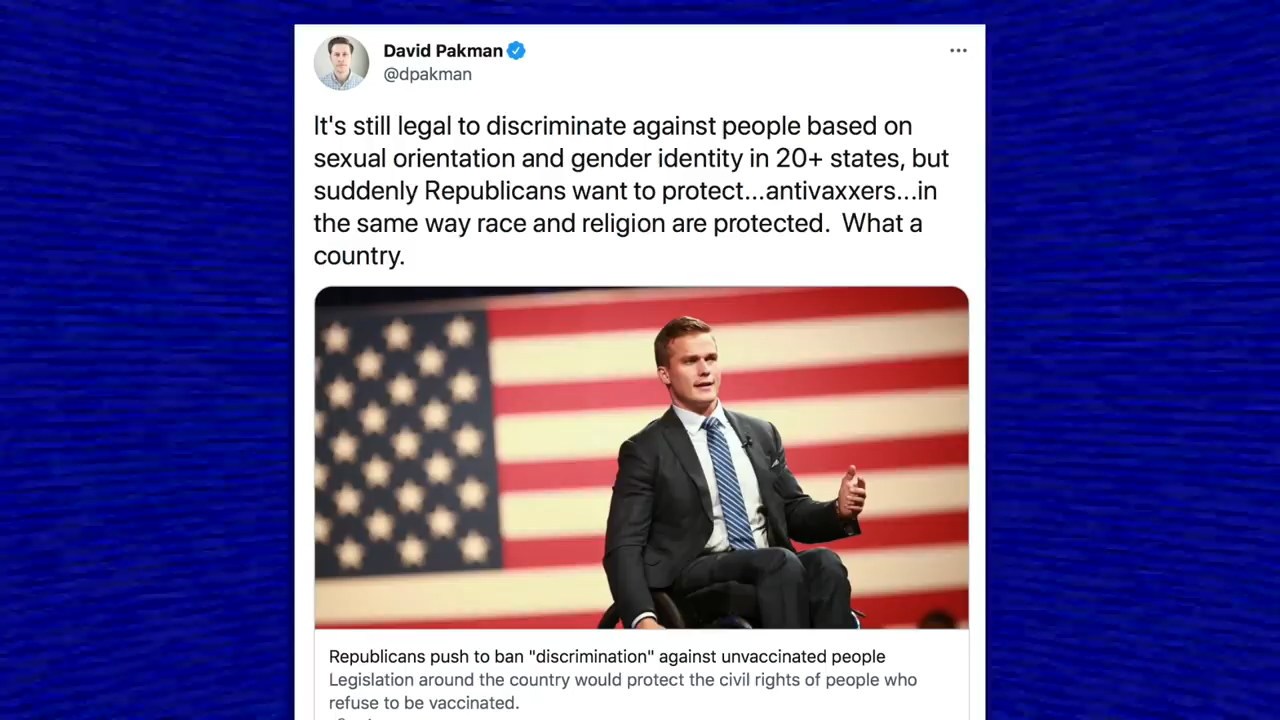 David Pakman
@dpakman
It's still legal to discriminate against people based on
sexual orientation and gender identity in 20+ states, but
suddenly Republicans want to protect...antivaxxers...in
the same way race and religion are protected.  What a
country.
Republicans push to ban "discrimination" against unvaccinated people
Legislation around the country would protect the civil rights of people who
refuse to be vaccinated.